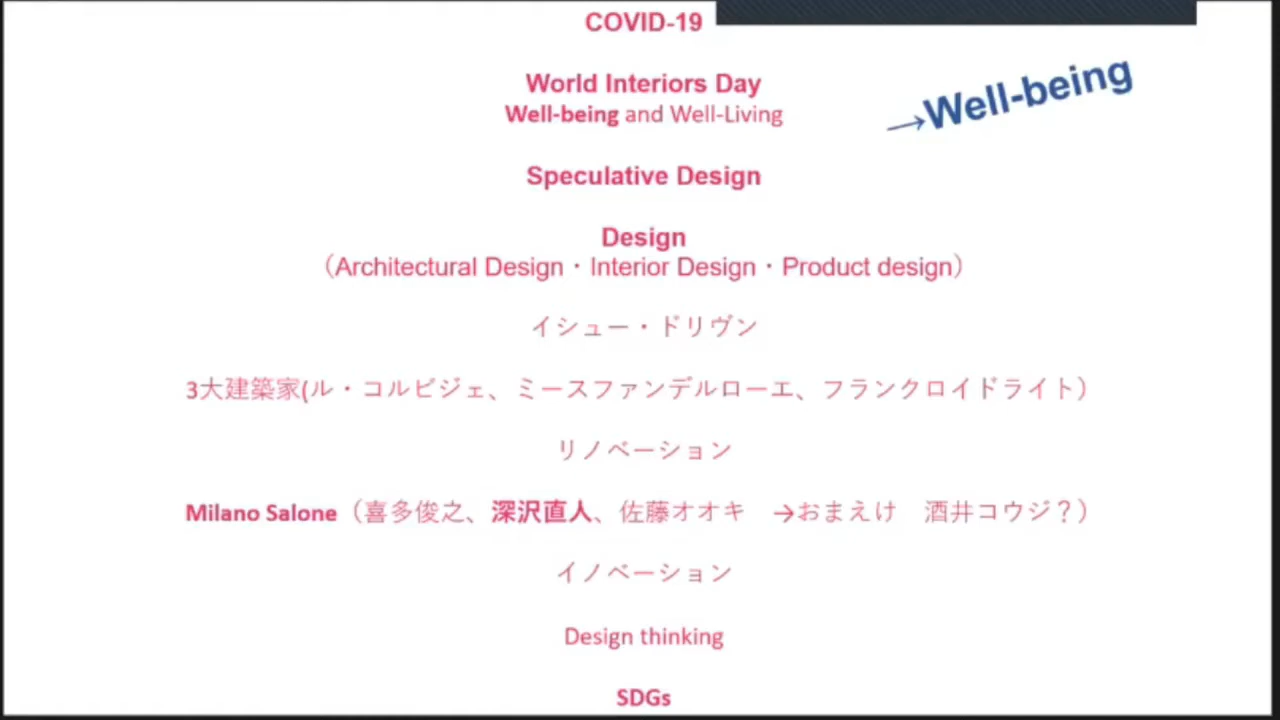 COVID-19
World Interiors Day
Well-being and Well-Living
→Well-being
Speculative Design
Design
（Architectural Design・Interior Design・Product design）
イシュー・ドリヴン
3大建築家(ル・コルビジェ、ミースファンデルローエ、フランクロイドライト）
リノベーション
Milano Salone（喜多俊之、深沢直人、佐藤オオキ　→おまえけ　酒井コウジ？）
イノベーション
Design thinking
SDGs